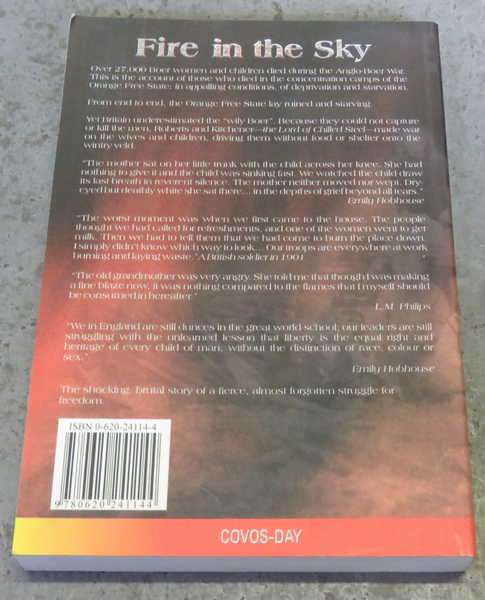 Fire in the Sky
Over 27,000 Boer women and children died during the Anglo-Boer War.
This is the account of those who died in the concentration camps of the
Orange Free State; in appalling conditions, of deprivation and starvation.
From end to end, the Orange Free State lay ruined and starving.
Yet Britain underestimated the "wily Boer". Because they could not capture
or kill the men, Roberts and Kitchener—the Lord of Chilled Steel—made war
on the wives and children, driving them without food or shelter onto the
wintry veld.
"The mother sat on her little trunk with the child across her knee. She had
nothing to give it and the child was sinking fast. We watched the child draw
its last breath in reverent silence. The mother neither moved nor wept. Dry-
eyed but deathly white she sat there... in the depths of grief beyond all tears."
Emily Hobhouse
"The worst moment was when we first came to the house. The people
thought we had called for refreshments, and one of the women went to get
milk. Then we had to tell them that we had come to burn the place down.
I simply didn't know which way to look.... Our troops are everywhere at work
burning and laying waste." A British soldier in 1901
"The old grandmother was very angry. She told me that though I was making
a fine blaze now, it was nothing compared to the flames that I myself should
be consumed in hereafter."
L.M. Philips
"We in England are still dunces in the great world-school; our leaders are still
struggling with the unlearned lesson that liberty is the equal right and
heritage of every child of man, without the distinction of race, colour or
sex."
Emily Hobhouse
The shocking, brutal story of a fierce, almost forgotten struggle for
freedom.
ISBN 0-620-24114-4
9 780620 241144
COVOS-DAY